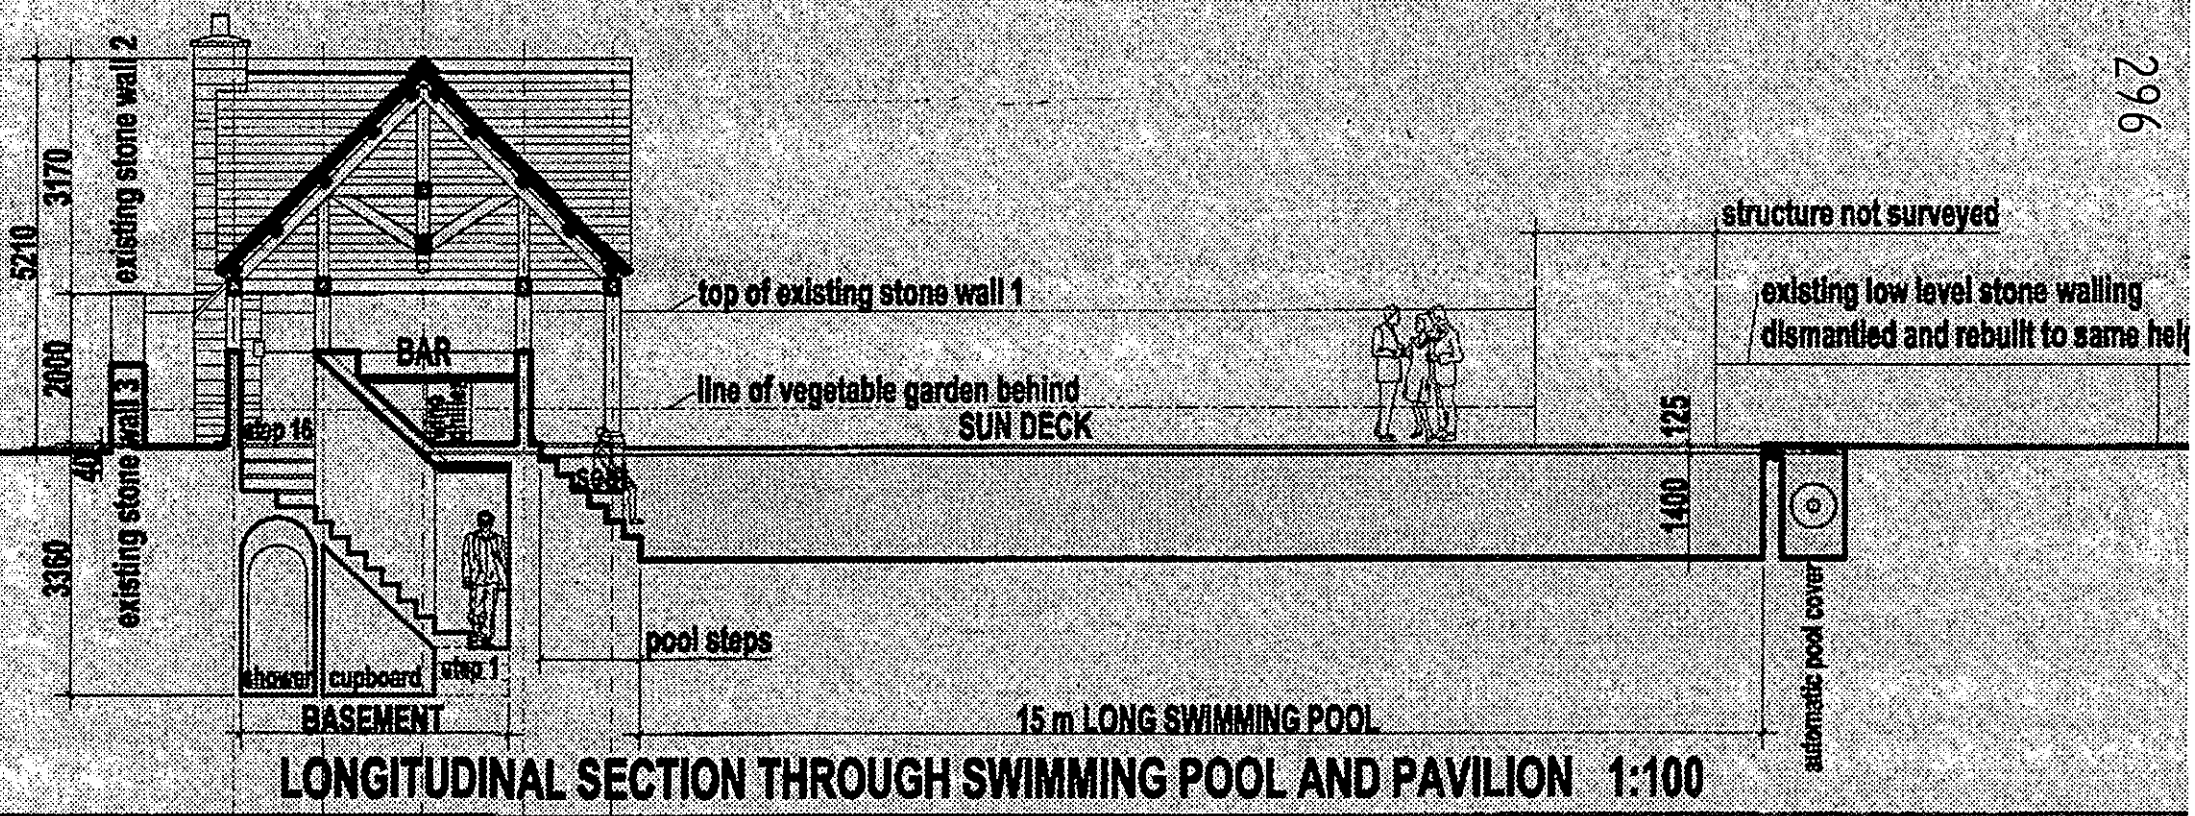 296
existing stone wall 2
3170
5210
2000
existing stone wall 3
40
3360
structure not surveyed
top of existing stone wall 1
existing low level stone walling
dismantled and rebuilt to same heig
BAR
line of vegetable garden behind
SUN DECK
chiller
125
step 16
seat
1400
pool steps
shower
cupboard
step 1
BASEMENT
15 m LONG SWIMMING POOL
automatic pool cover
LONGITUDINAL SECTION THROUGH SWIMMING POOL AND PAVILION 1:100